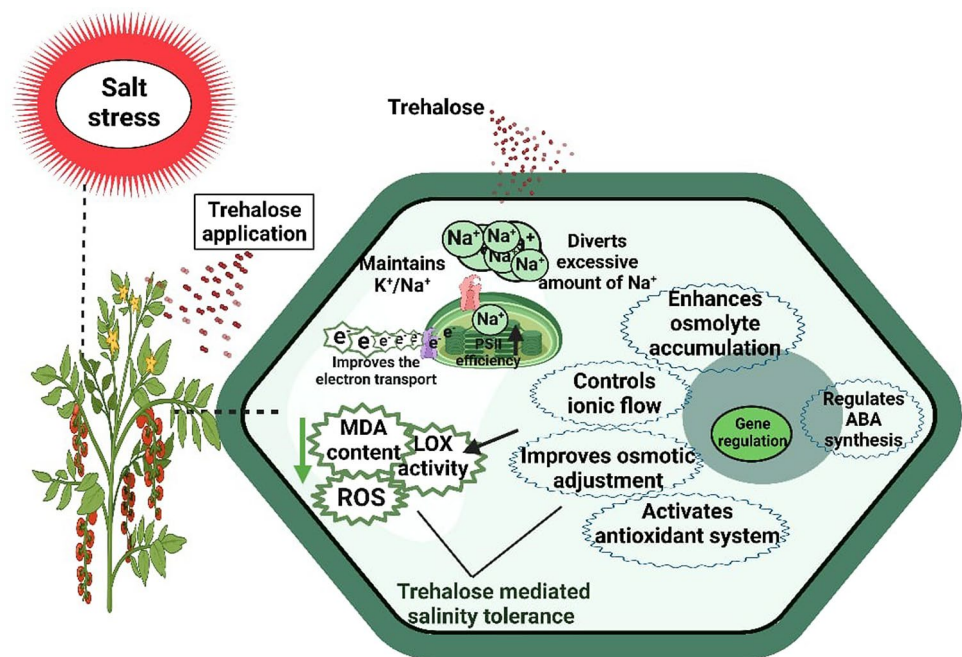 Salt
stress
Trehalose
application
Trehalose
Na⁺
Na⁺
Na⁺
Na⁺
Diverts
excessive
amount of Na⁺
Maintains
K⁺/Na⁺
Na⁺
PSII
efficiency
e⁻
e⁻
e⁻
e⁻
e⁻
e⁻
e⁻
Improves the
electron transport
Enhances
osmolyte
accumulation
Controls
ionic flow
Gene
regulation
Regulates
ABA
synthesis
MDA
content
LOX
activity
ROS
Improves osmotic
adjustment
Activates
antioxidant system
Trehalose mediated
salinity tolerance